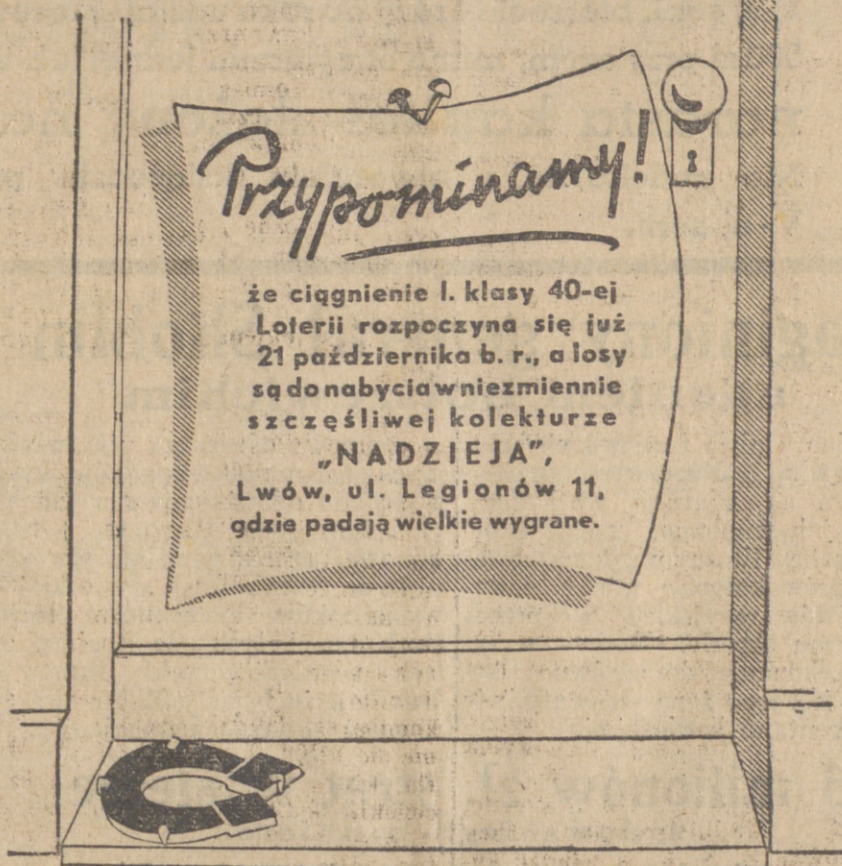 Przypominamy!
że ciągnienie I. klasy 40-ej
Loterii rozpoczyna się już
21 października b. r., a losy
są do nabycia w niezmiennie
szczęśliwej kolekturze
„NADZIEJA”,
Lwów, ul. Legionów 11,
gdzie padają wielkie wygrane.